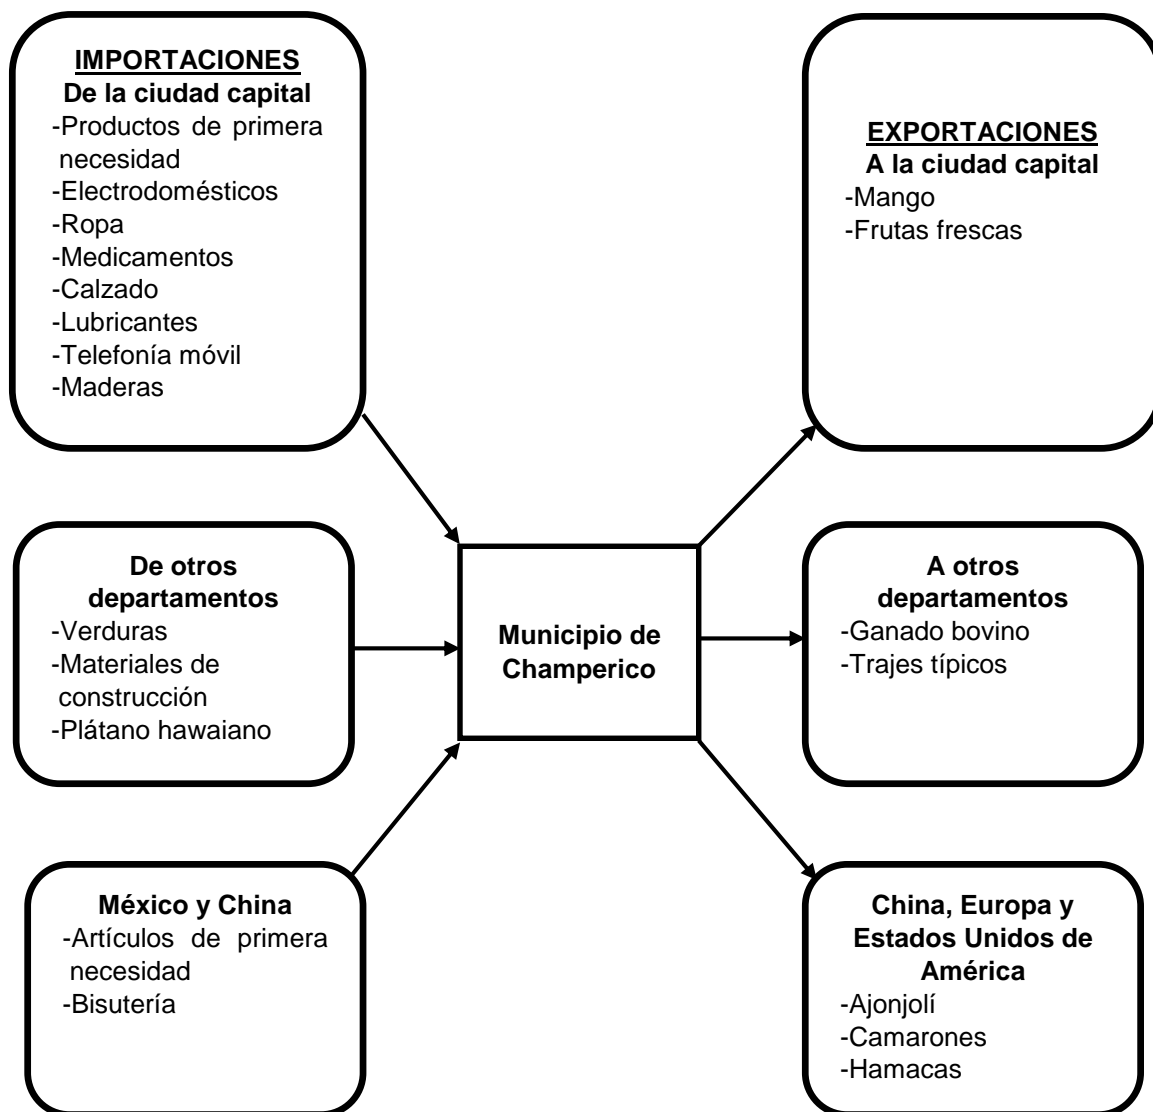 IMPORTACIONES
De la ciudad capital
-Productos de primera
necesidad
-Electrodomésticos
-Ropa
-Medicamentos
-Calzado
-Lubricantes
-Telefonía móvil
-Maderas
De otros
departamentos
-Verduras
-Materiales de
construcción
-Plátano hawaiano
México y China
-Artículos de primera
necesidad
-Bisutería
Municipio de
Champerico
EXPORTACIONES
A la ciudad capital
-Mango
-Frutas frescas
A otros
departamentos
-Ganado bovino
-Trajes típicos
China, Europa y
Estados Unidos de
América
-Ajonjolí
-Camarones
-Hamacas